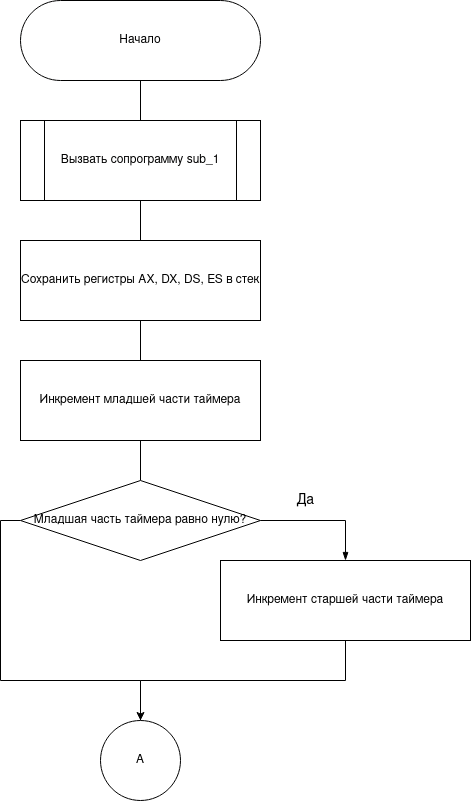 Начало
Вызвать сопрограмму sub_1
Сохранить регистры AX, DX, DS, ES в стек
Инкремент младшей части таймера
Младшая часть таймера равно нулю?
Да
Инкремент старшей части таймера
A